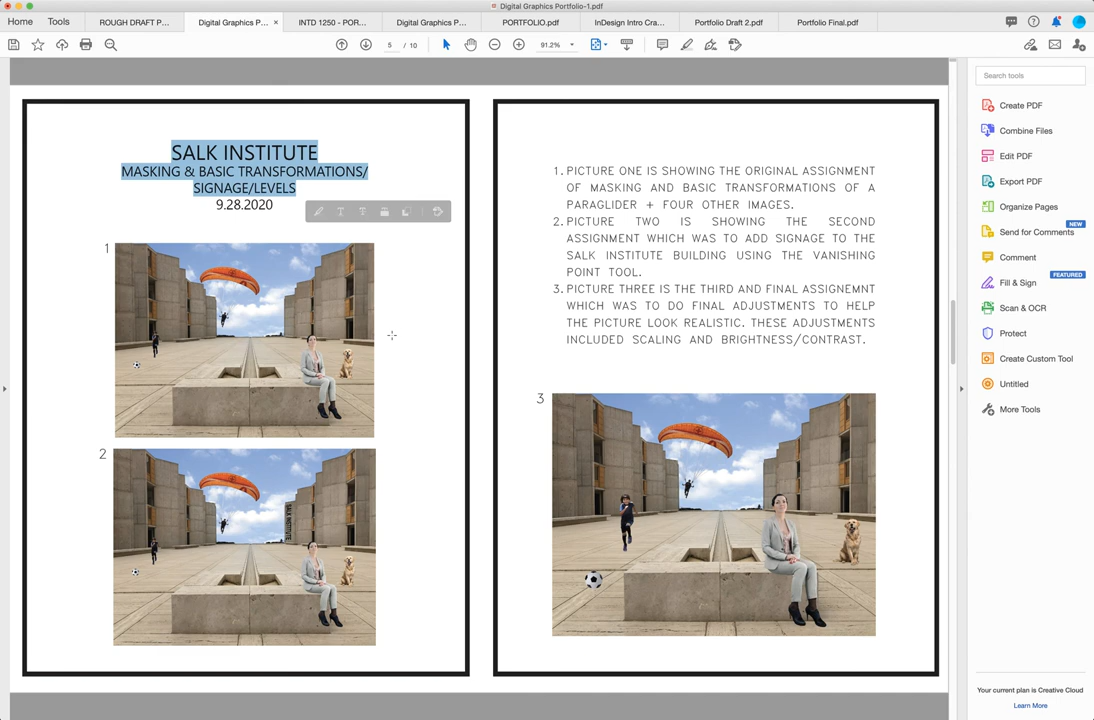 Digital Graphics Portfolio-1.pdf
Home
Tools
ROUGH DRAFT P...
Digital Graphics P... ×
INTD 1250 - POR...
Digital Graphics P...
PORTFOLIO.pdf
InDesign Intro Cra...
Portfolio Draft 2.pdf
Portfolio Final.pdf
5 / 10
91.2%
Search tools
Create PDF
Combine Files
Edit PDF
Export PDF
Organize Pages
NEW
Send for Comments
Comment
FEATURED
Fill & Sign
Scan & OCR
Protect
Create Custom Tool
Untitled
More Tools
Your current plan is Creative Cloud
Learn More
SALK INSTITUTE
MASKING & BASIC TRANSFORMATIONS/
SIGNAGE/LEVELS
9.28.2020
1
2
SALK INSTITUTE
1. PICTURE ONE IS SHOWING THE ORIGINAL ASSIGNMENT
OF MASKING AND BASIC TRANSFORMATIONS OF A
PARAGLIDER + FOUR OTHER IMAGES.
2. PICTURE TWO IS SHOWING THE SECOND
ASSIGNMENT WHICH WAS TO ADD SIGNAGE TO THE
SALK INSTITUTE BUILDING USING THE VANISHING
POINT TOOL.
3. PICTURE THREE IS THE THIRD AND FINAL ASSIGNEMNT
WHICH WAS TO DO FINAL ADJUSTMENTS TO HELP
THE PICTURE LOOK REALISTIC. THESE ADJUSTMENTS
INCLUDED SCALING AND BRIGHTNESS/CONTRAST.
3